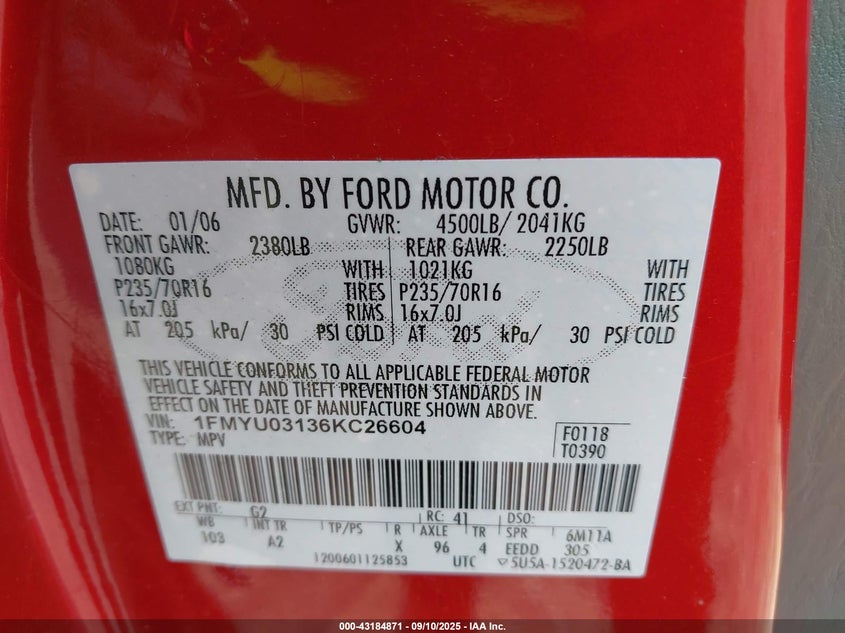 MFD. BY FORD MOTOR CO.
DATE: 01/06 GVWR: 4500LB/ 2041KG
FRONT GAWR: 2380LB REAR GAWR: 2250LB
1080KG WITH 1021KG WITH
P235/70R16 TIRES P235/70R16 TIRES
16x7.0J RIMS 16x7.0J RIMS
AT 205 kPa/ 30 PSI COLD AT 205 kPa/ 30 PSI COLD
THIS VEHICLE CONFORMS TO ALL APPLICABLE FEDERAL MOTOR
VEHICLE SAFETY AND THEFT PREVENTION STANDARDS IN
EFFECT ON THE DATE OF MANUFACTURE SHOWN ABOVE.
VIN: 1FMYU03136KC26604 F0118
TYPE: MPV T0390
EXT PNT: G2 RC: 41 DSO:
WB INT TR TP/PS R AXLE TR SPR 6M11A
103 A2 X 96 4 EEDD 305
1200601125853 UTC 5U5A-1520472-BA
000-43184871 - 09/10/2025 - IAA Inc.